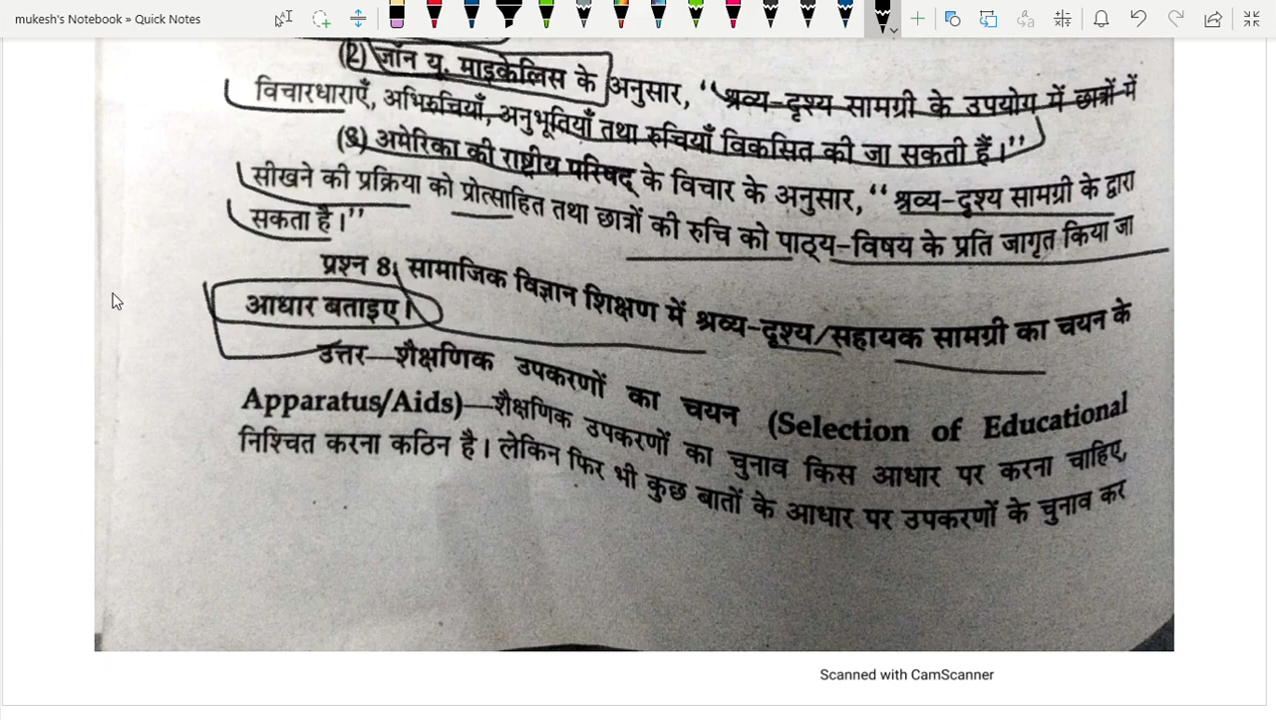 mukesh's Notebook » Quick Notes
(2) जॉन यू. माइकेलिस के अनुसार, ‘‘श्रव्य-दृश्य सामग्री के उपयोग में छात्रों में
विचारधाराएँ, अभिरुचियाँ, अनुभूतियाँ तथा रुचियाँ विकसित की जा सकती हैं।’’
(3) अमेरिका की राष्ट्रीय परिषद् के विचार के अनुसार, ‘‘श्रव्य-दृश्य सामग्री के द्वारा
सीखने की प्रक्रिया को प्रोत्साहित तथा छात्रों की रुचि को पाठ्य-विषय के प्रति जागृत किया जा
सकता है।’’
प्रश्न 8. सामाजिक विज्ञान शिक्षण में श्रव्य-दृश्य/सहायक सामग्री का चयन के
आधार बताइए।
उत्तर—शैक्षणिक उपकरणों का चयन (Selection of Educational
Apparatus/Aids)—शैक्षणिक उपकरणों का चुनाव किस आधार पर करना चाहिए,
निश्चित करना कठिन है। लेकिन फिर भी कुछ बातों के आधार पर उपकरणों के चुनाव कर
Scanned with CamScanner